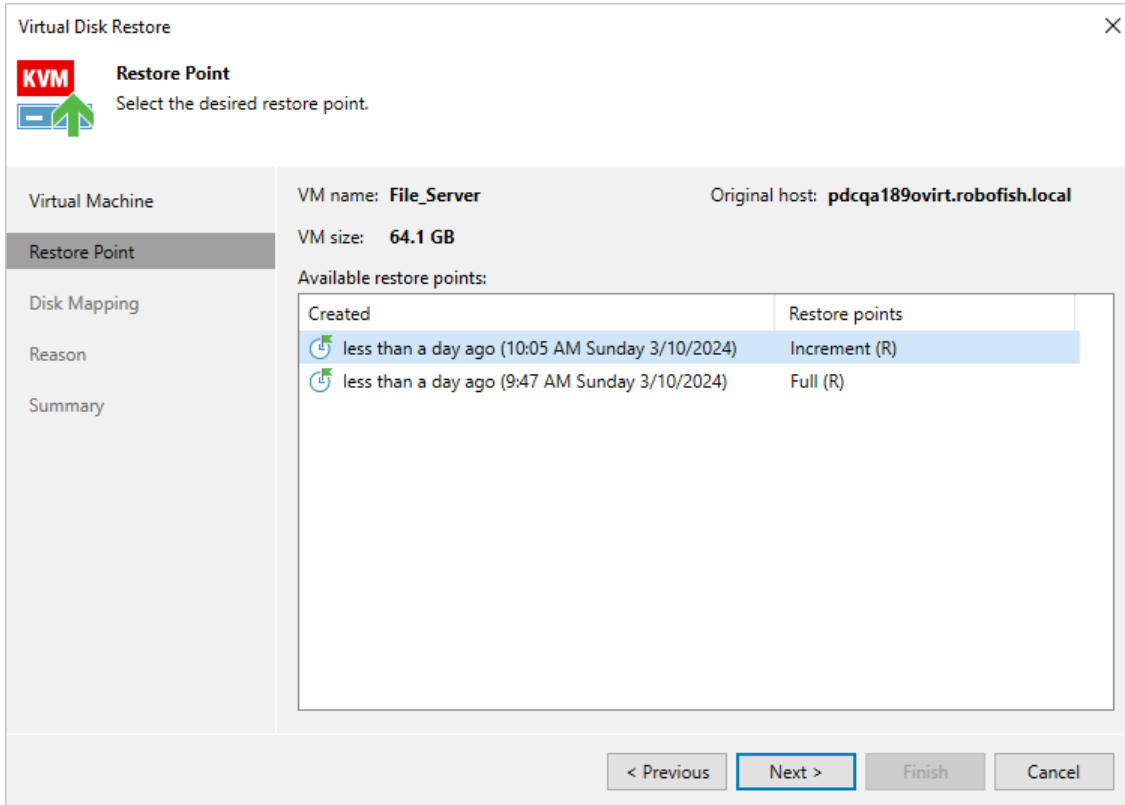 Virtual Disk Restore
KVM
Restore Point
Select the desired restore point.
Virtual Machine
Restore Point
Disk Mapping
Reason
Summary
VM name: File_Server Original host: pdcqa189ovirt.robofish.local
VM size: 64.1 GB
Available restore points:
Created Restore points
less than a day ago (10:05 AM Sunday 3/10/2024) Increment (R)
less than a day ago (9:47 AM Sunday 3/10/2024) Full (R)
< Previous Next > Finish Cancel